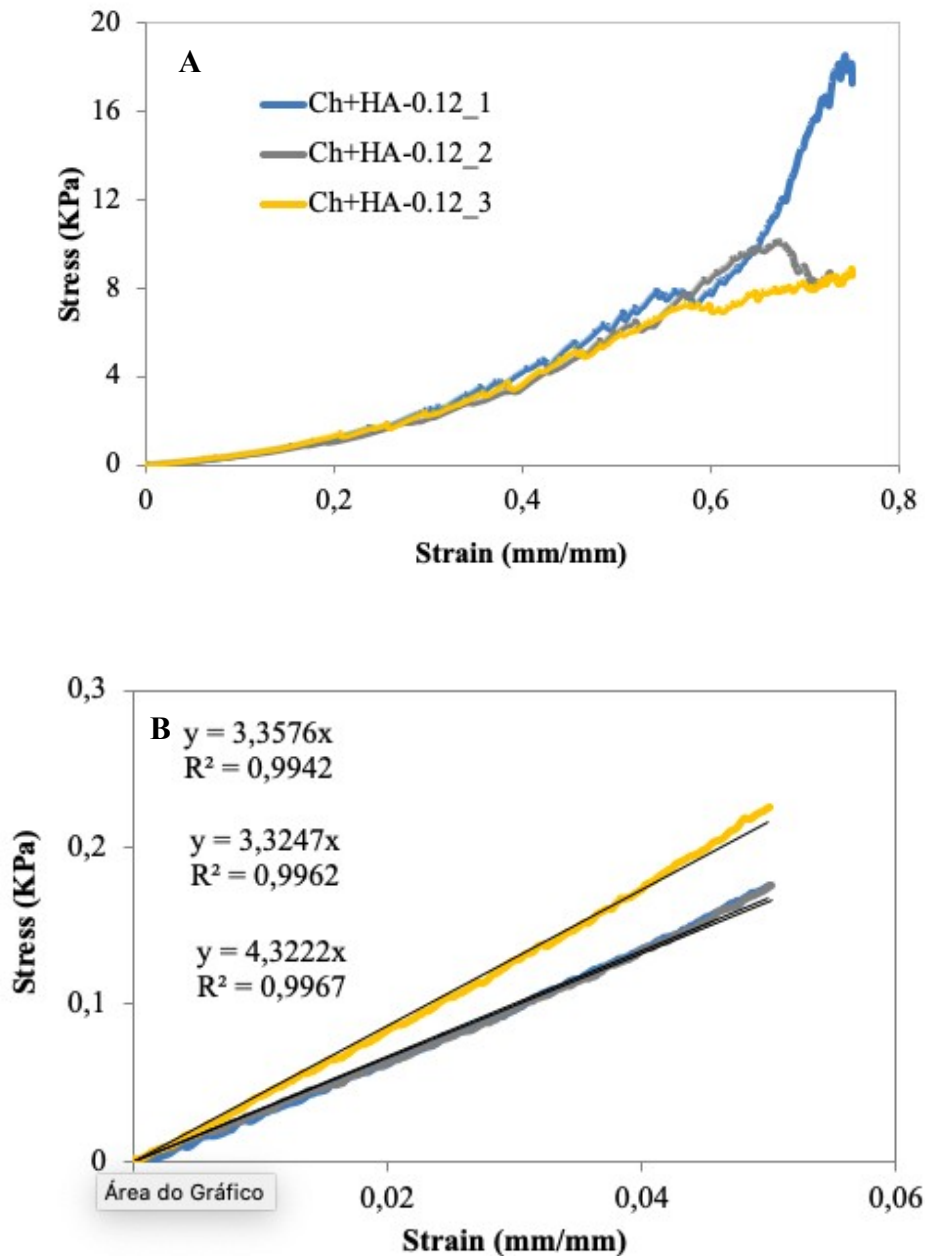 20
A
16
Ch+HA-0.12_1
Ch+HA-0.12_2
12
Ch+HA-0.12_3
Stress (KPa)
8
4
0
0 0,2 0,4 0,6 0,8
Strain (mm/mm)
0,3
B
y = 3,3576x
R² = 0,9942
0,2
y = 3,3247x
R² = 0,9962
Stress (KPa)
y = 4,3222x
R² = 0,9967
0,1
0
Área do Gráfico
0,02 0,04 0,06
Strain (mm/mm)